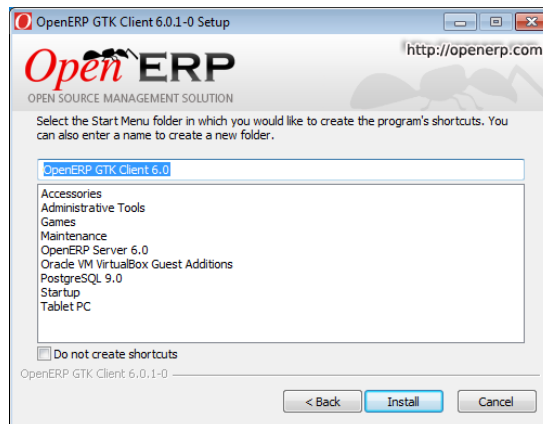 OpenERP GTK Client 6.0.1-0 Setup
Open ERP
http://openerp.com
OPEN SOURCE MANAGEMENT SOLUTION
Select the Start Menu folder in which you would like to create the program's shortcuts. You
can also enter a name to create a new folder.
OpenERP GTK Client 6.0
Accessories
Administrative Tools
Games
Maintenance
OpenERP Server 6.0
Oracle VM VirtualBox Guest Additions
PostgreSQL 9.0
Startup
Tablet PC
Do not create shortcuts
OpenERP GTK Client 6.0.1-0
< Back
Install
Cancel